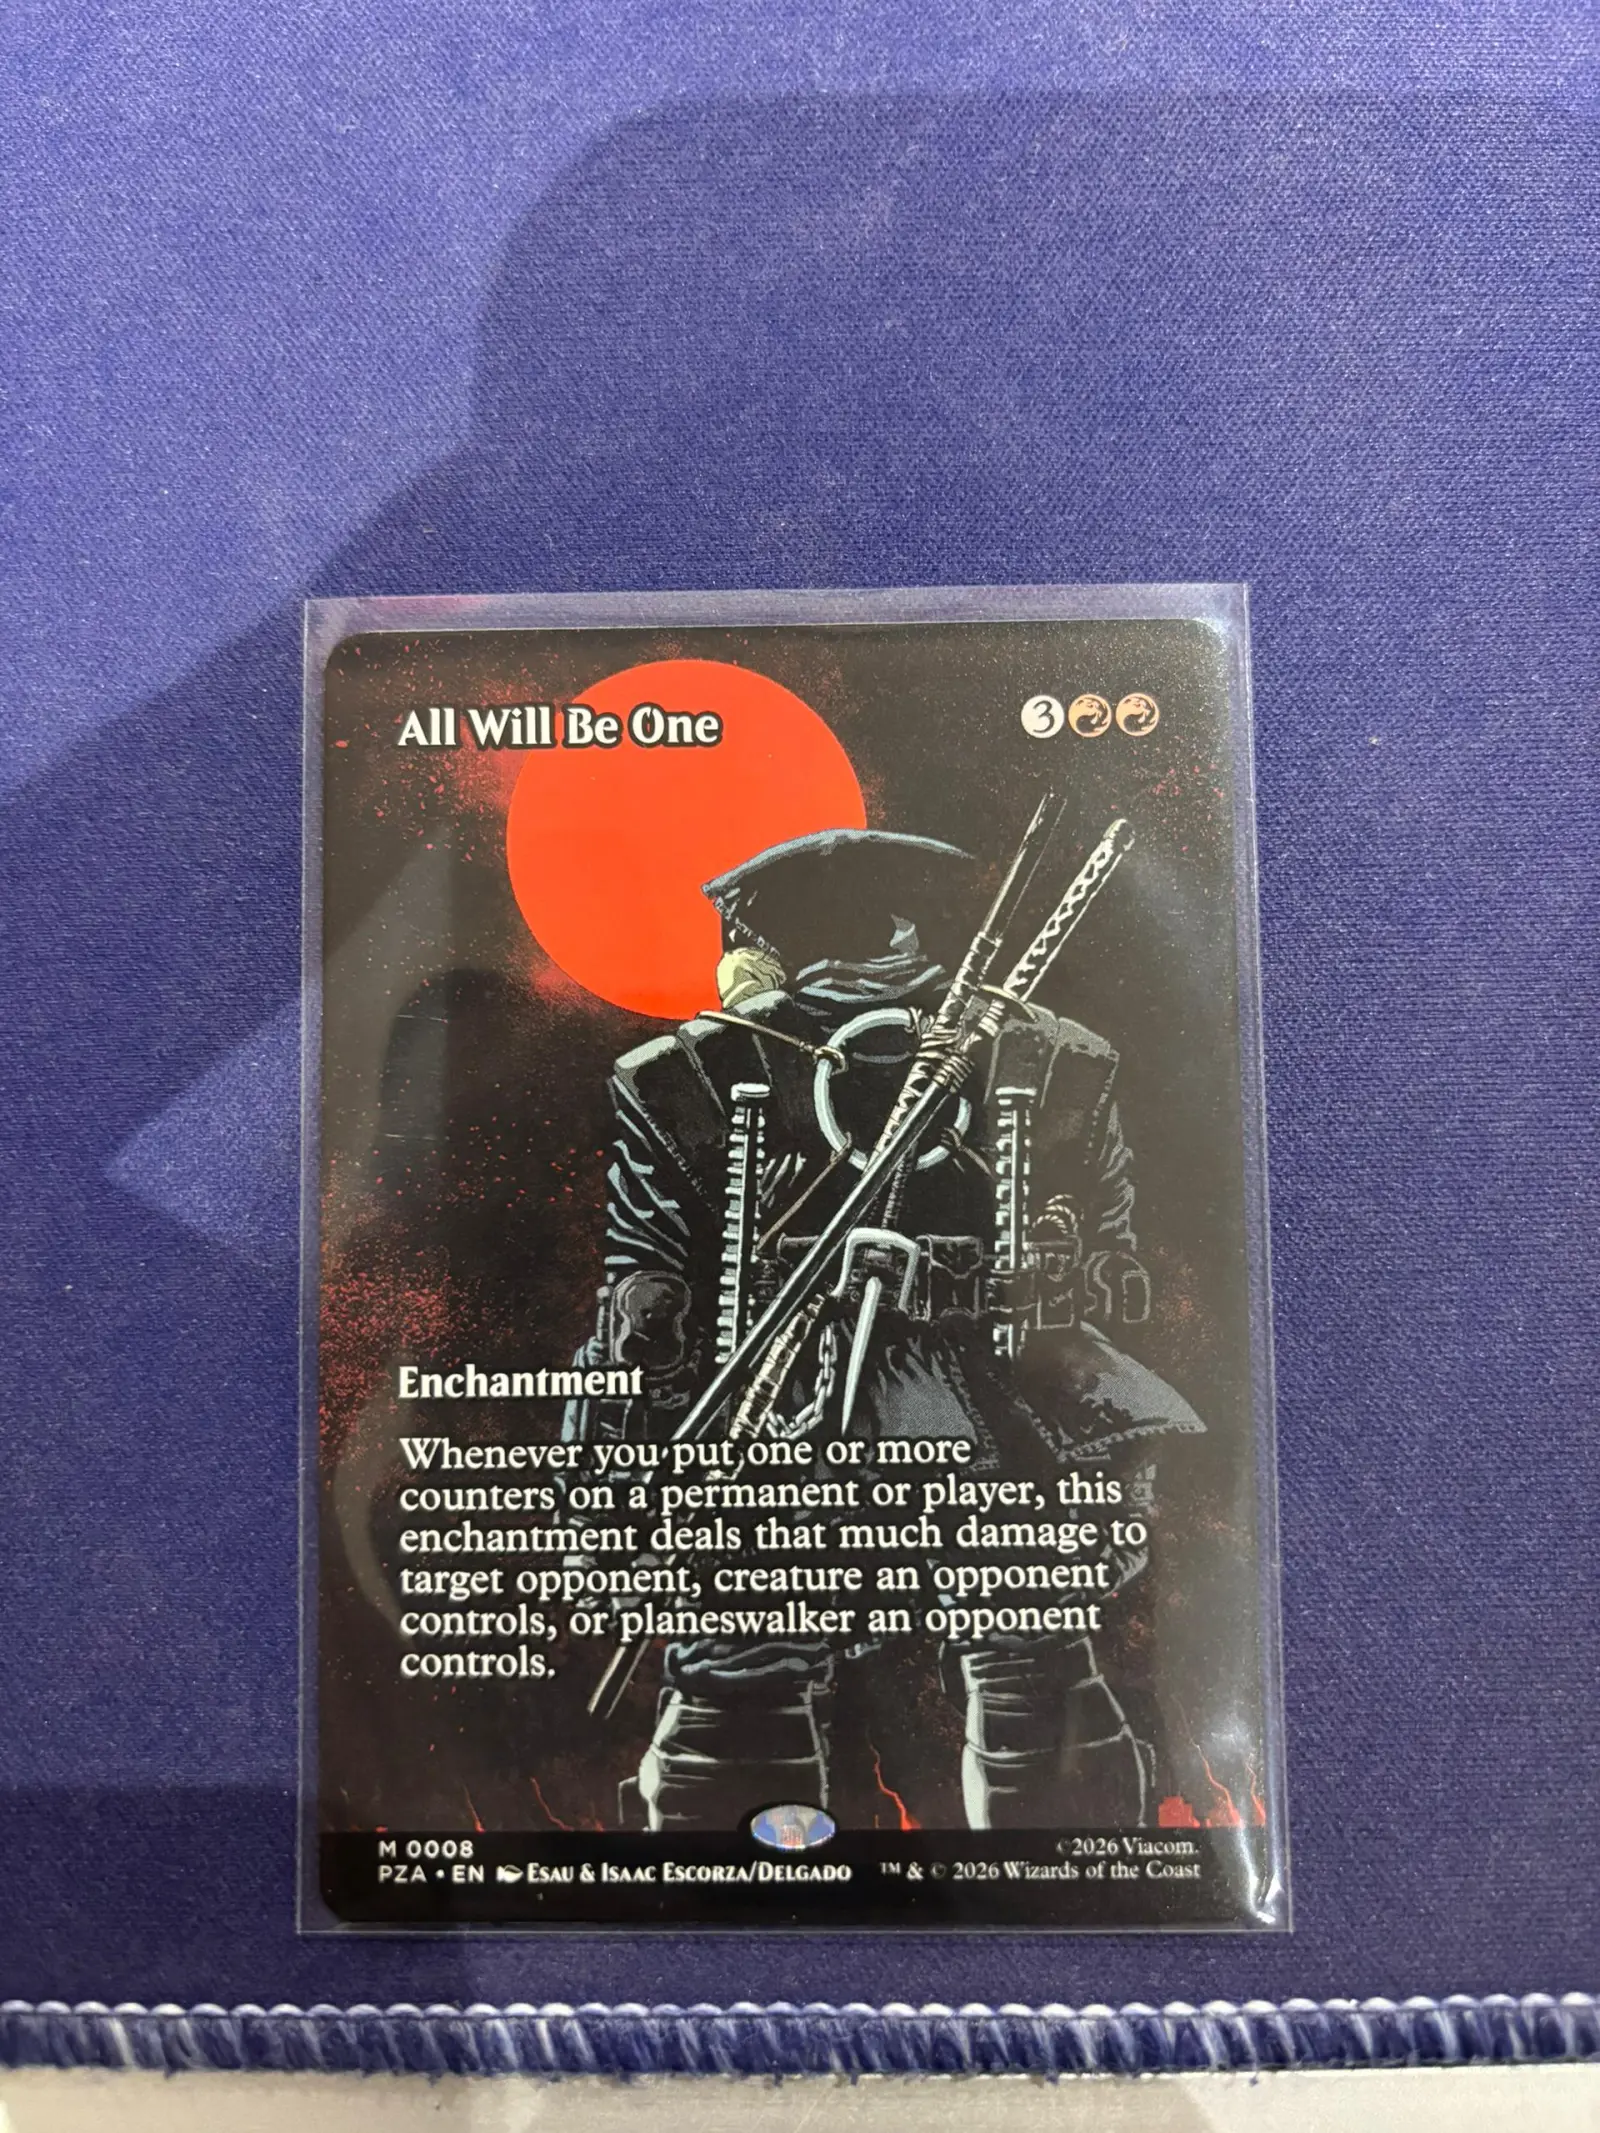 All Will Be One 3
Enchantment
Whenever you put one or more
counters on a permanent or player, this
enchantment deals that much damage to
target opponent, creature an opponent
controls, or planeswalker an opponent
controls.
M 0008 ©2026 Viacom.
PZA • EN Esau & Isaac Escorza/Delgado ™ & © 2026 Wizards of the Coast